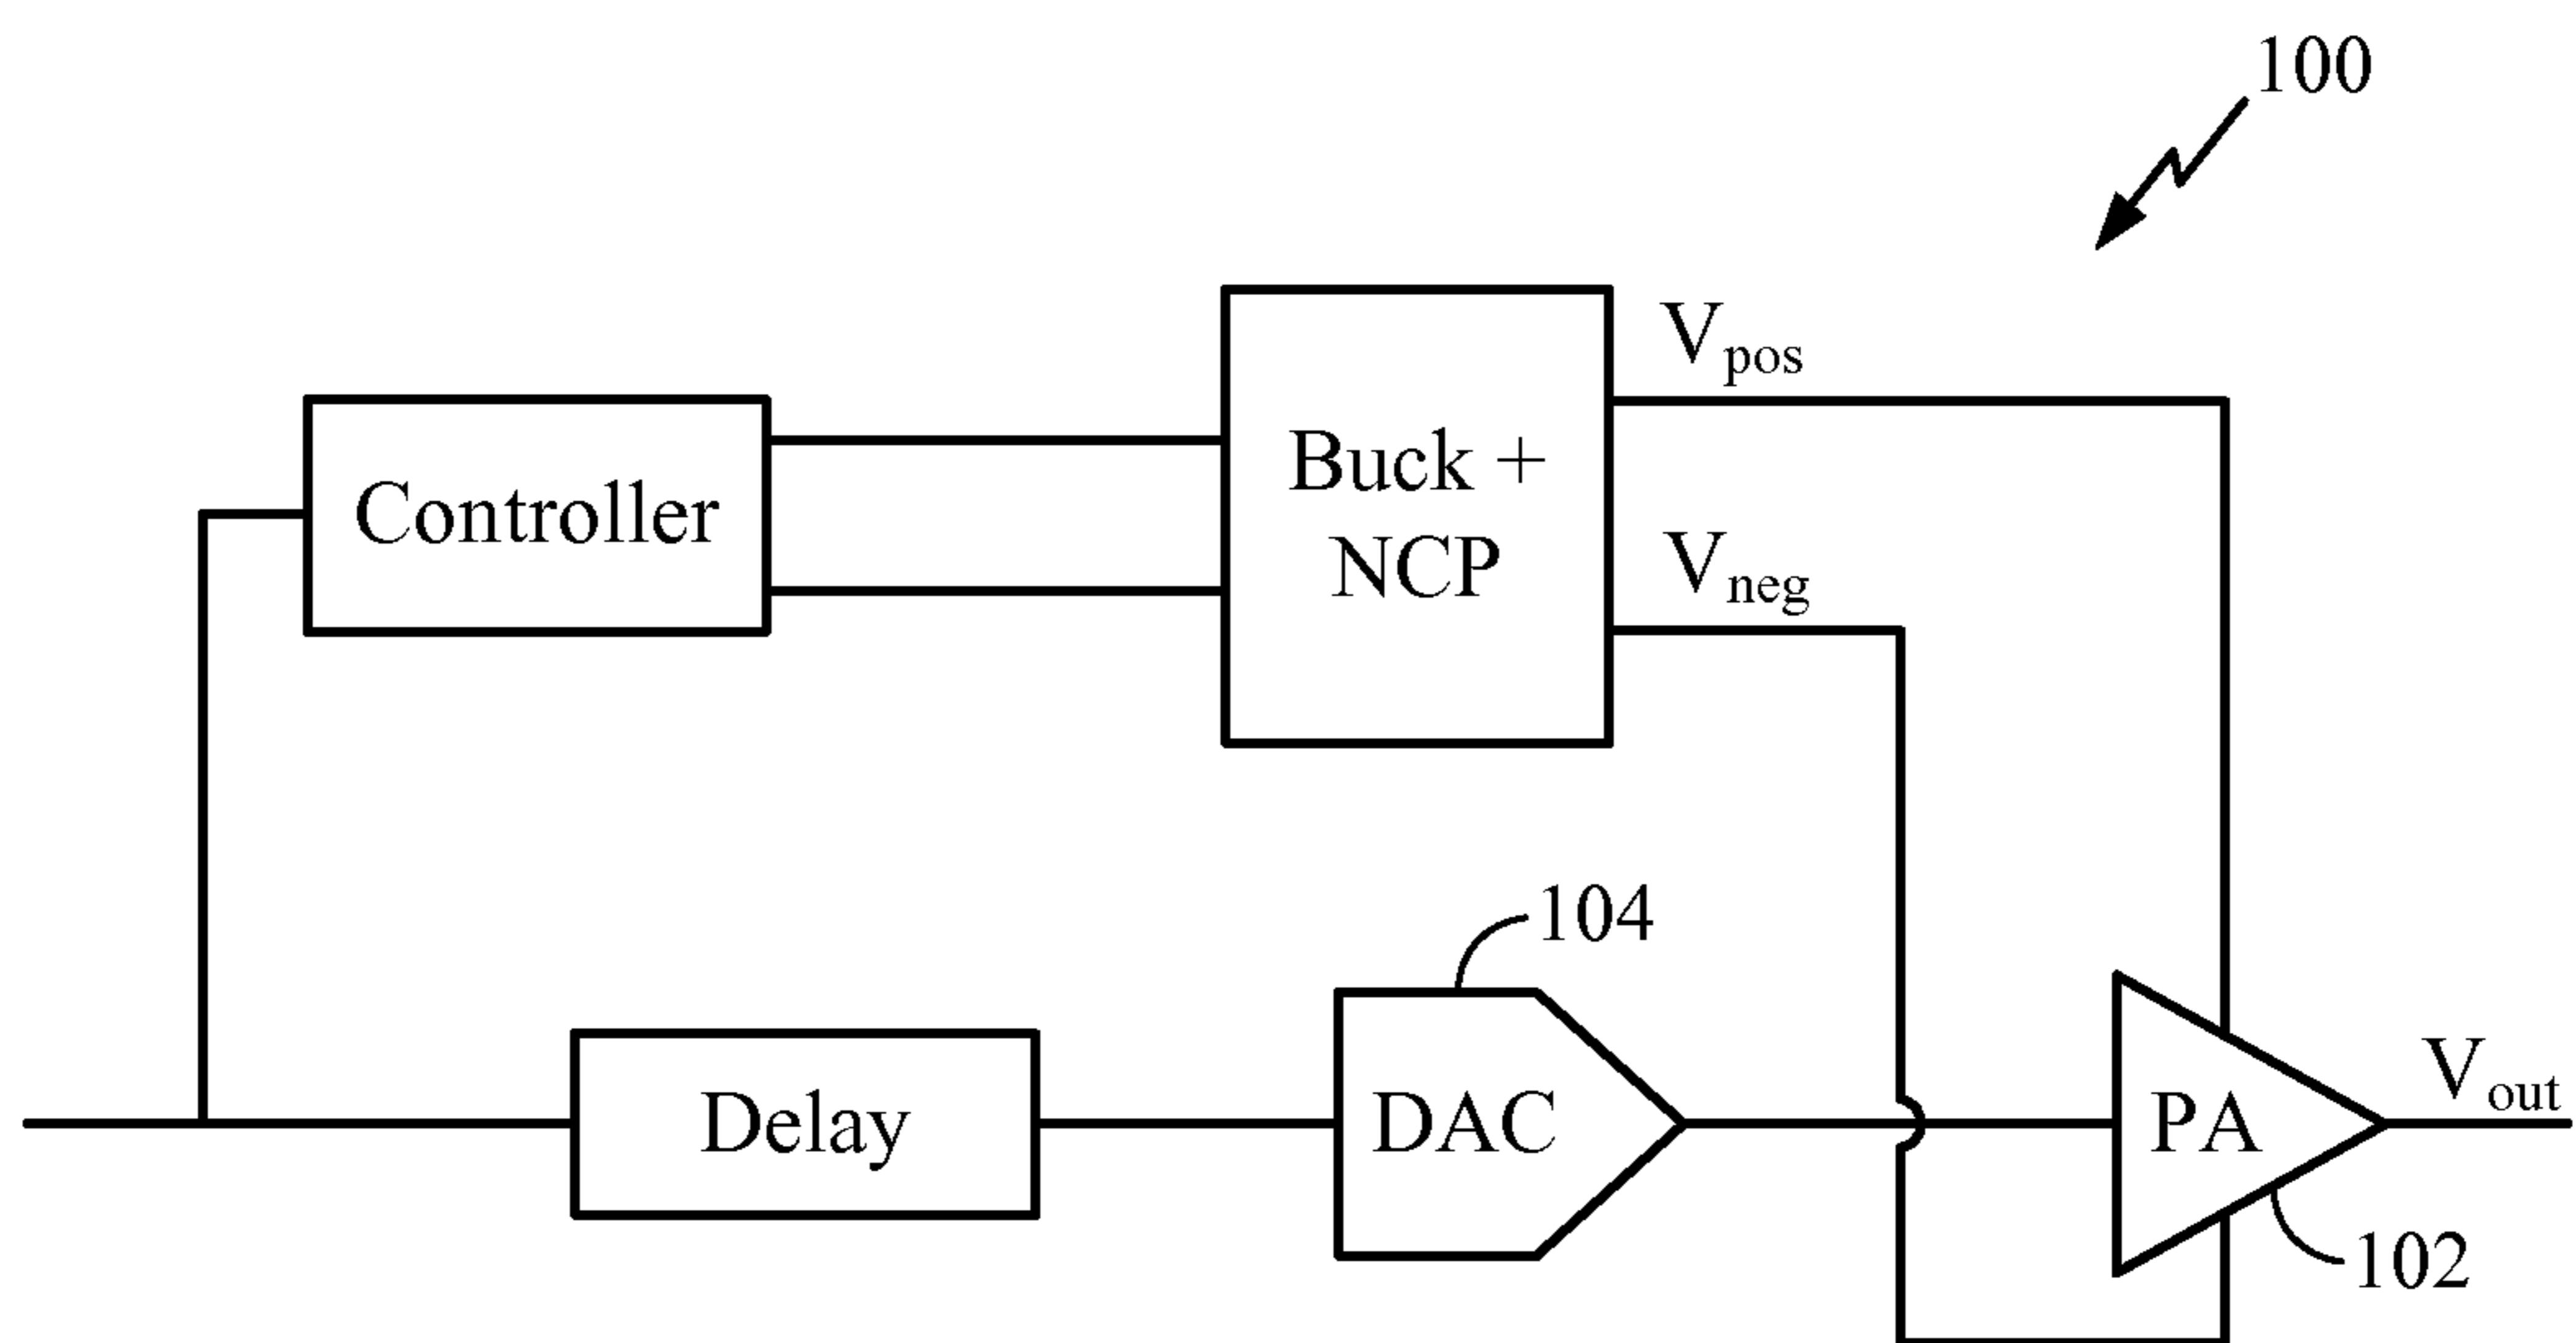 100
Vpos
Buck +
NCP
Controller
Vneg
104
Delay
DAC
PA
Vout
102